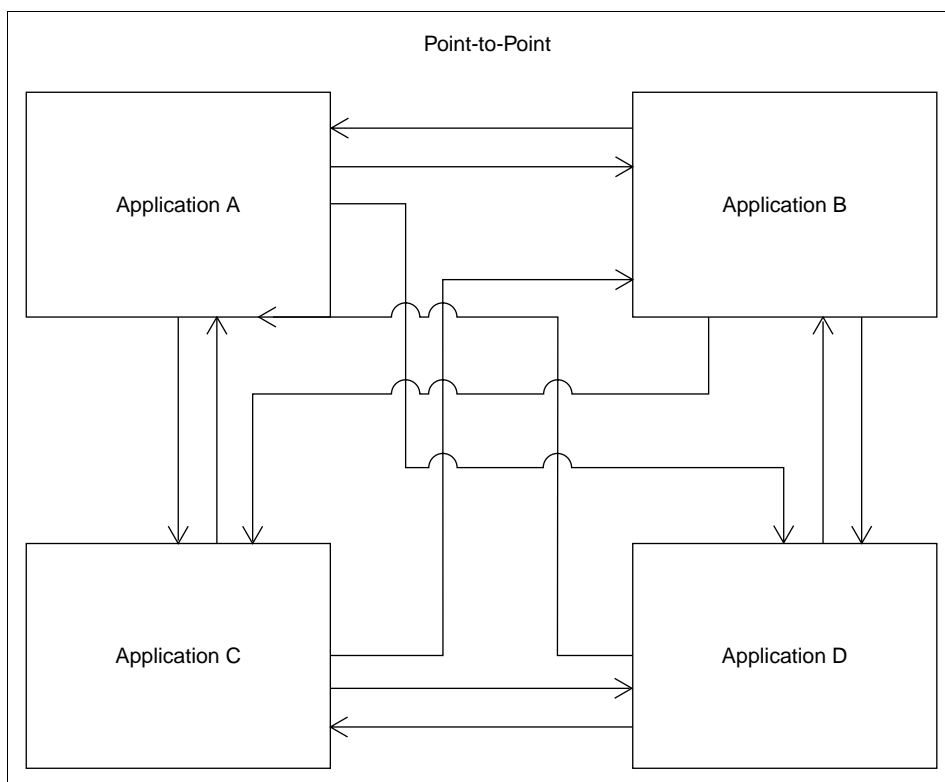 Point-to-Point
Application A
Application B
Application C
Application D